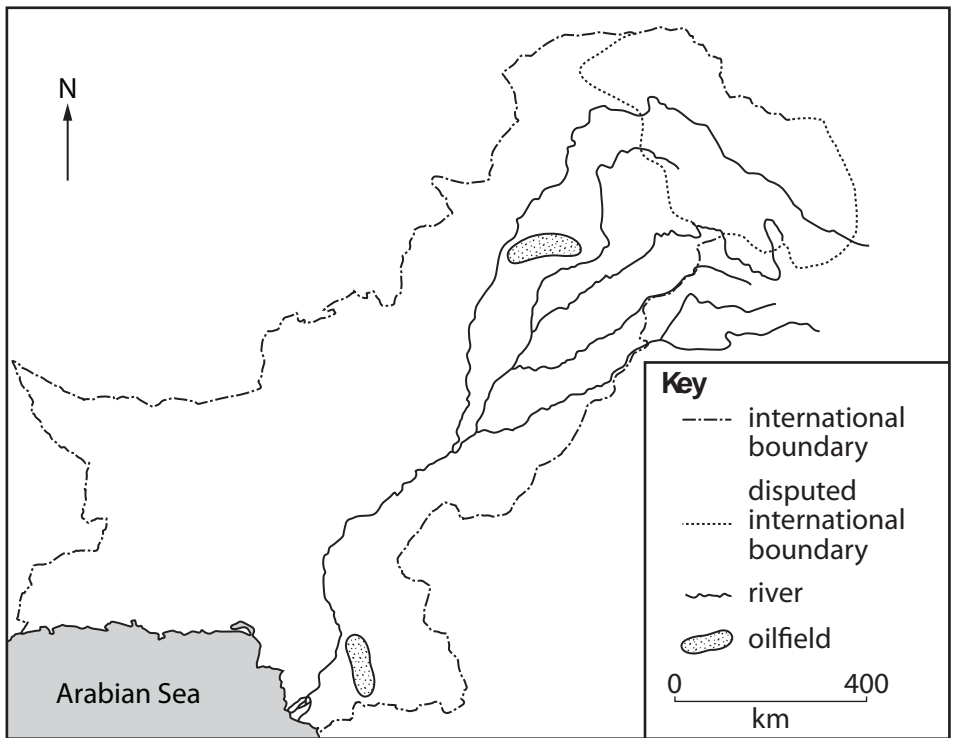 N
Arabian Sea
Key
international
boundary
disputed
international
boundary
river
oilfield
0 400
km